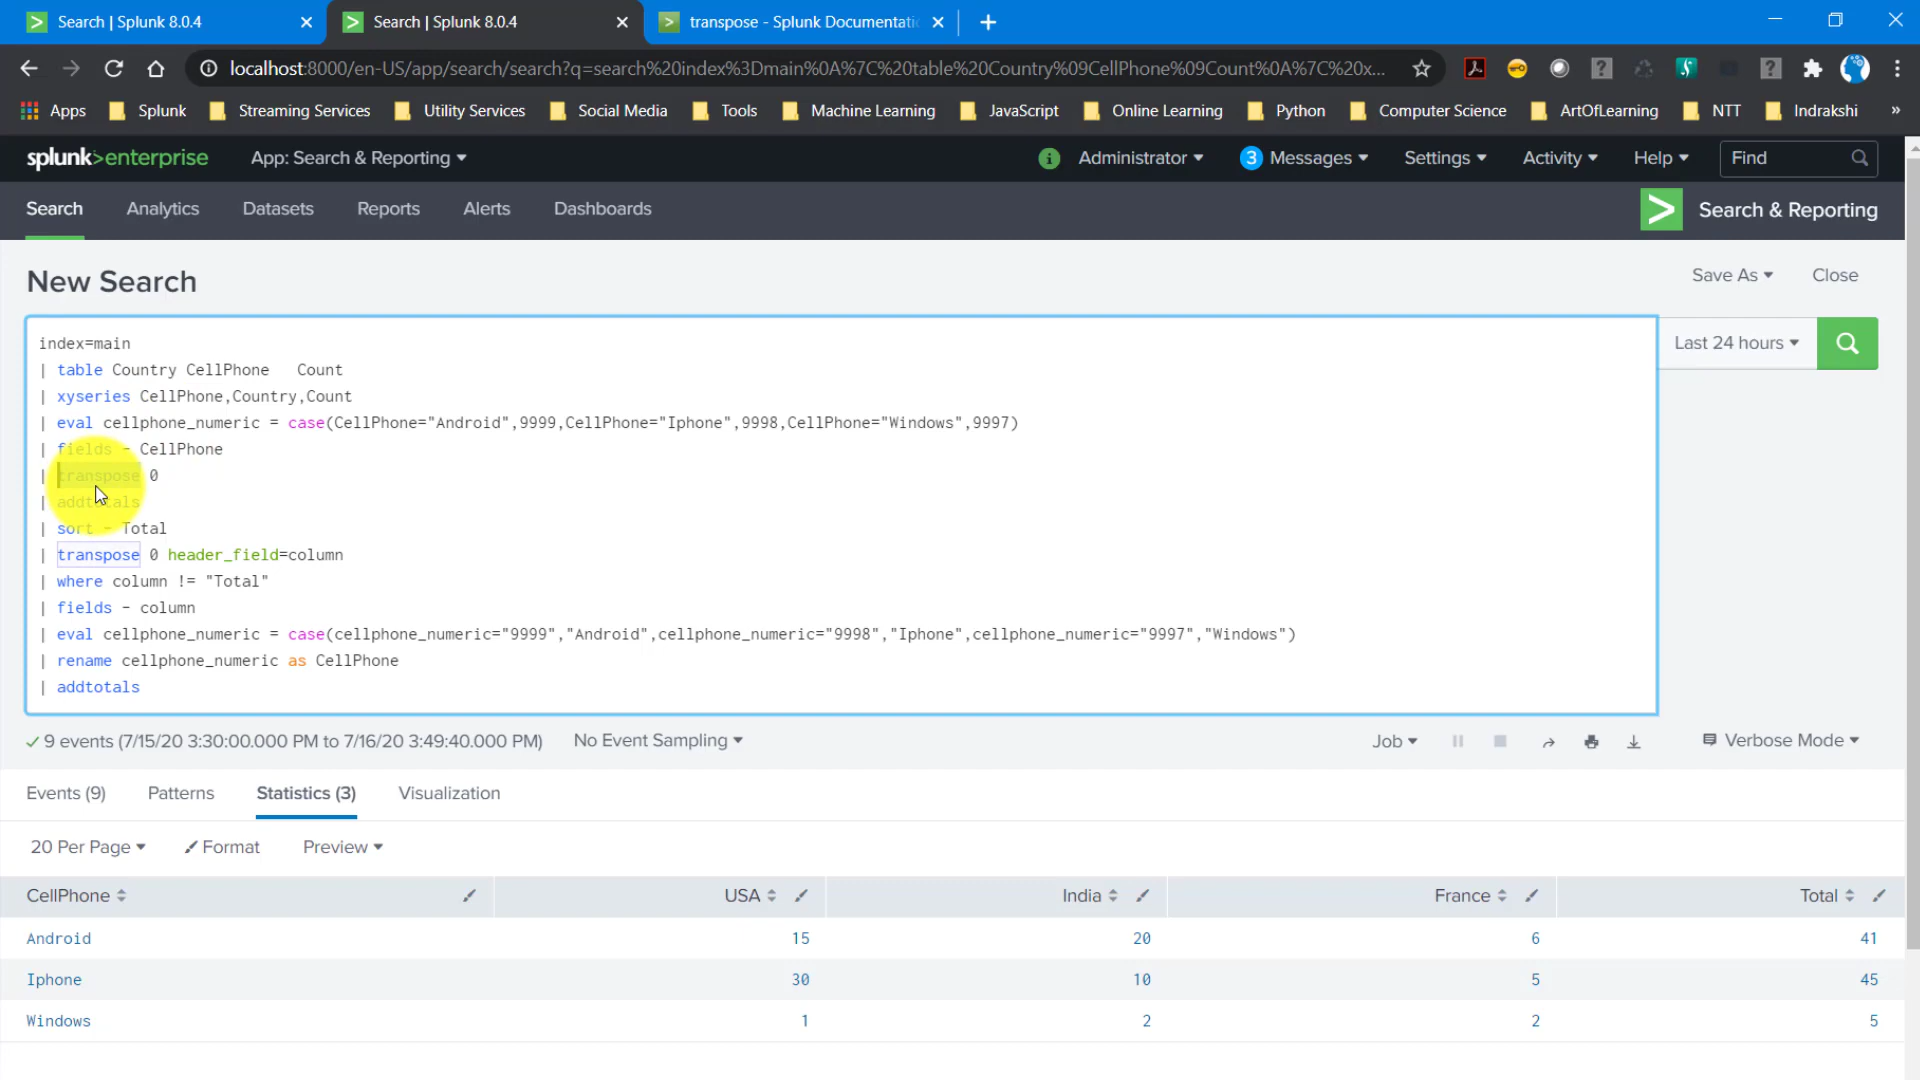 Search | Splunk 8.0.4
Search | Splunk 8.0.4
transpose - Splunk Documentatio
localhost:8000/en-US/app/search/search?q=search%20index%3Dmain%0A%7C%20table%20Country%09CellPhone%09Count%0A%7C%20x...
Apps Splunk Streaming Services Utility Services Social Media Tools Machine Learning JavaScript Online Learning Python Computer Science ArtOfLearning NTT Indrakshi »
splunk>enterprise App: Search & Reporting i Administrator 3 Messages Settings Activity Help Find
Search Analytics Datasets Reports Alerts Dashboards > Search & Reporting
New Search Save As Close
index=main
| table Country CellPhone Count
| xyseries CellPhone,Country,Count
| eval cellphone_numeric = case(CellPhone="Android",9999,CellPhone="Iphone",9998,CellPhone="Windows",9997)
| fields - CellPhone
| transpose 0
| addtotals
| sort - Total
| transpose 0 header_field=column
| where column != "Total"
| fields - column
| eval cellphone_numeric = case(cellphone_numeric="9999","Android",cellphone_numeric="9998","Iphone",cellphone_numeric="9997","Windows")
| rename cellphone_numeric as CellPhone
| addtotals
Last 24 hours
9 events (7/15/20 3:30:00.000 PM to 7/16/20 3:49:40.000 PM) No Event Sampling Job Verbose Mode
Events (9) Patterns Statistics (3) Visualization
20 Per Page Format Preview
CellPhone USA India France Total
Android 15 20 6 41
Iphone 30 10 5 45
Windows 1 2 2 5